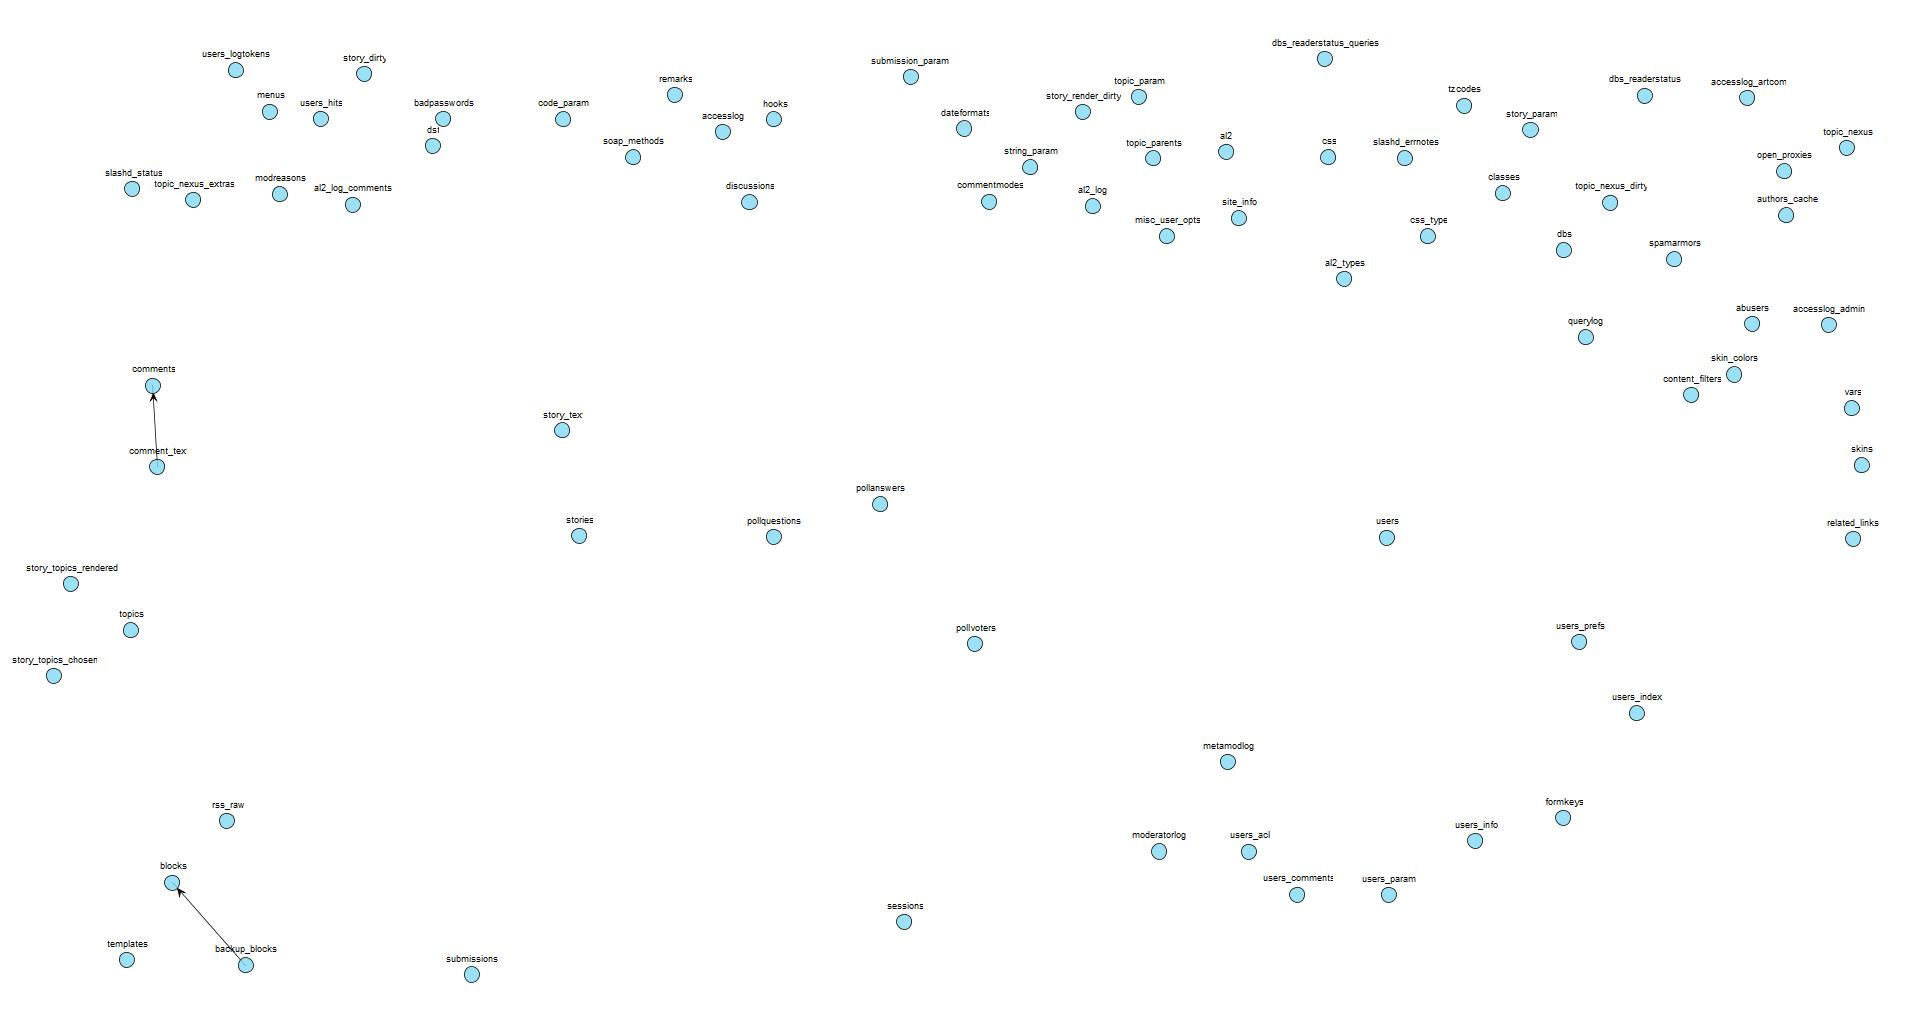 dbs_readerstatus_queries
users_logtokens
story_dirty
submission_param
remarks
topic_param
dbs_readerstatus
accesslog_artcom
tzcodes
menus
users_hits
badpasswords
code_param
hooks
story_render_dirty
accesslog
dateformats
story_param
dst
soap_methods
string_param
topic_parents
al2
css
slashd_errnotes
topic_nexus
open_proxies
slashd_status
topic_nexus_extras
modreasons
al2_log_comments
discussions
commentmodes
al2_log
classes
topic_nexus_dirty
authors_cache
site_info
misc_user_opts
css_type
dbs
spamarmors
al2_types
abusers
accesslog_admin
querylog
skin_colors
comments
content_filters
vars
story_tex
comment_tex
skins
pollanswers
stories
pollquestions
users
related_links
story_topics_rendered
topics
pollvoters
users_prefs
story_topics_chosen
users_index
metamodlog
rss_raw
formkeys
moderatorlog
users_acl
users_info
blocks
users_comments
users_param
sessions
templates
backup_blocks
submissions